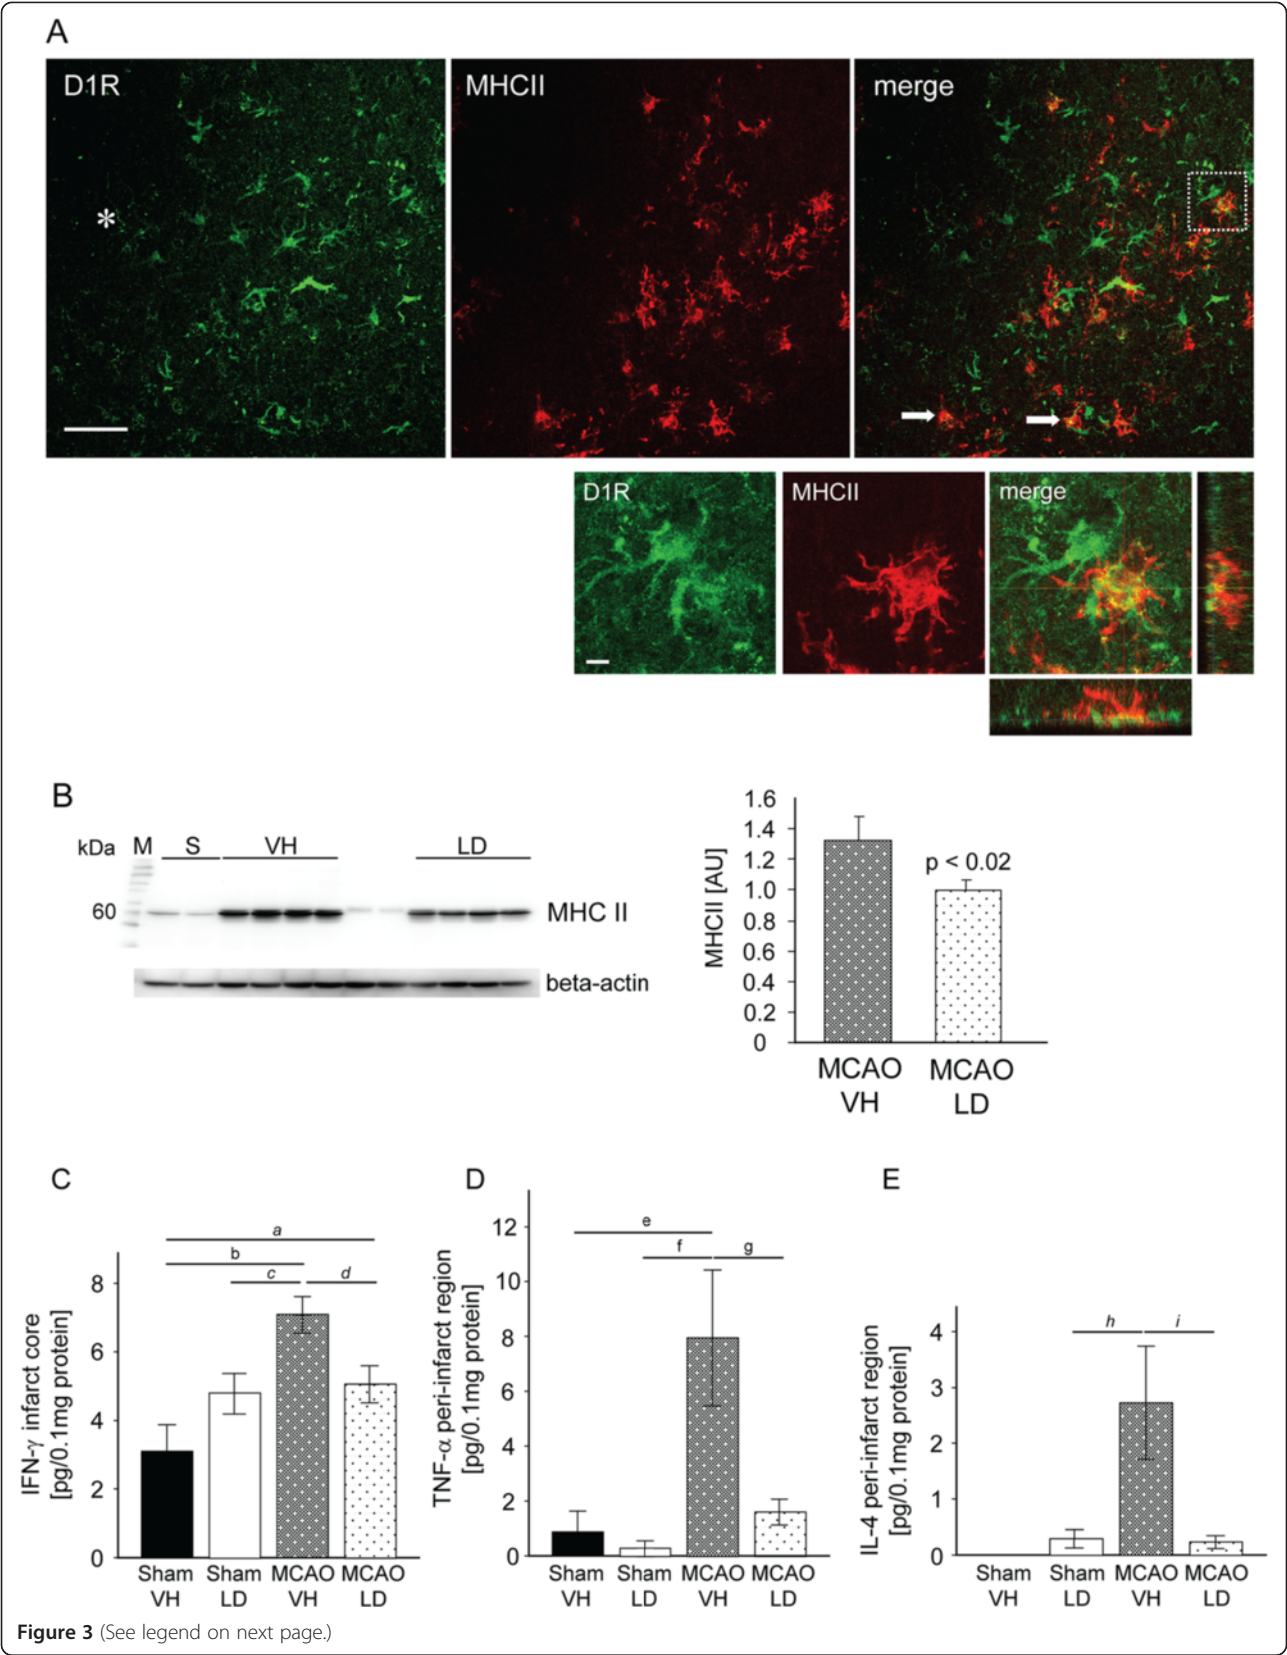 A
D1R
MHCII
merge
*
D1R
MHCII
merge
B
kDa M S VH LD
60
MHC II
beta-actin
MHCII [AU]
1.6
1.4
1.2
1.0
0.8
0.6
0.4
0.2
0
p < 0.02
MCAO VH
MCAO LD
C
IFN-γ infarct core
[pg/0.1mg protein]
8
6
4
2
0
a
b
c
d
Sham VH
Sham LD
MCAO VH
MCAO LD
D
TNF-α peri-infarct region
[pg/0.1mg protein]
12
10
8
6
4
2
0
e
f
g
Sham VH
Sham LD
MCAO VH
MCAO LD
E
IL-4 peri-infarct region
[pg/0.1mg protein]
4
3
2
1
0
h
i
Sham VH
Sham LD
MCAO VH
MCAO LD
Figure 3 (See legend on next page.)